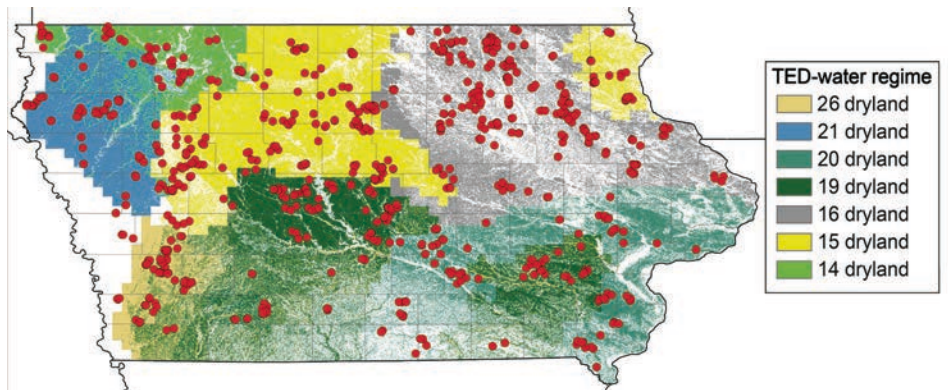 TED-water regime
26 dryland
21 dryland
20 dryland
19 dryland
16 dryland
15 dryland
14 dryland